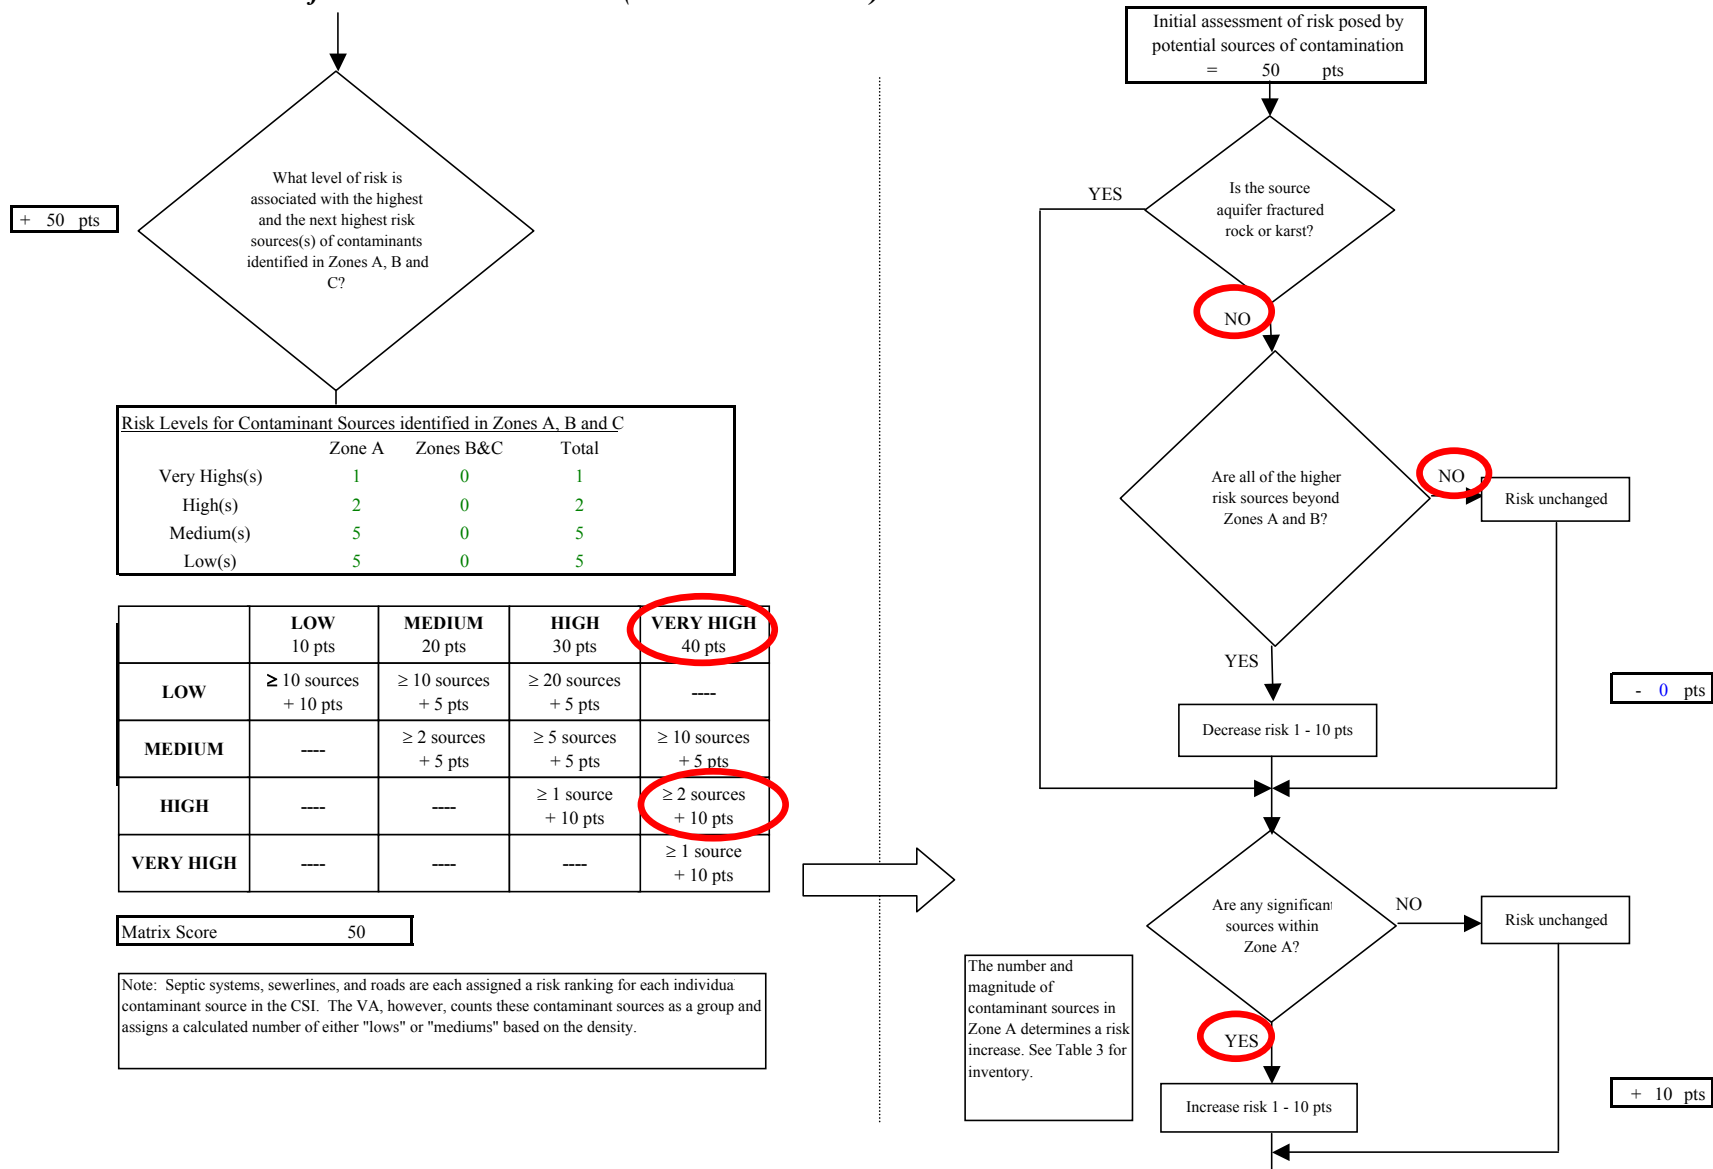 What level of risk is
associated with the highest
and the next highest risk
sources(s) of contaminants
identified in Zones A, B and
C?
+ 50 pts
Risk Levels for Contaminant Sources identified in Zones A, B and C
Zone A Zones B&C Total
Very Highs(s) 1 0 1
High(s) 2 0 2
Medium(s) 5 0 5
Low(s) 5 0 5
LOW MEDIUM HIGH VERY HIGH
10 pts 20 pts 30 pts 40 pts
LOW ≥ 10 sources ≥ 10 sources ≥ 20 sources ----
+ 10 pts + 5 pts + 5 pts
MEDIUM ---- ≥ 2 sources ≥ 5 sources ≥ 10 sources
+ 5 pts + 5 pts + 5 pts
HIGH ---- ---- ≥ 1 source ≥ 2 sources
+ 10 pts + 10 pts
VERY HIGH ---- ---- ---- ≥ 1 source
+ 10 pts
Matrix Score 50
Note: Septic systems, sewerlines, and roads are each assigned a risk ranking for each individua
contaminant source in the CSI. The VA, however, counts these contaminant sources as a group and
assigns a calculated number of either "lows" or "mediums" based on the density.
Initial assessment of risk posed by
potential sources of contamination
= 50 pts
Is the source
aquifer fractured
rock or karst?
YES
NO
Are all of the higher
risk sources beyond
Zones A and B?
NO
Risk unchanged
YES
Decrease risk 1 - 10 pts
- 0 pts
Are any significant
sources within
Zone A?
NO
Risk unchanged
The number and
magnitude of
contaminant sources in
Zone A determines a risk
increase. See Table 3 for
inventory.
YES
Increase risk 1 - 10 pts
+ 10 pts